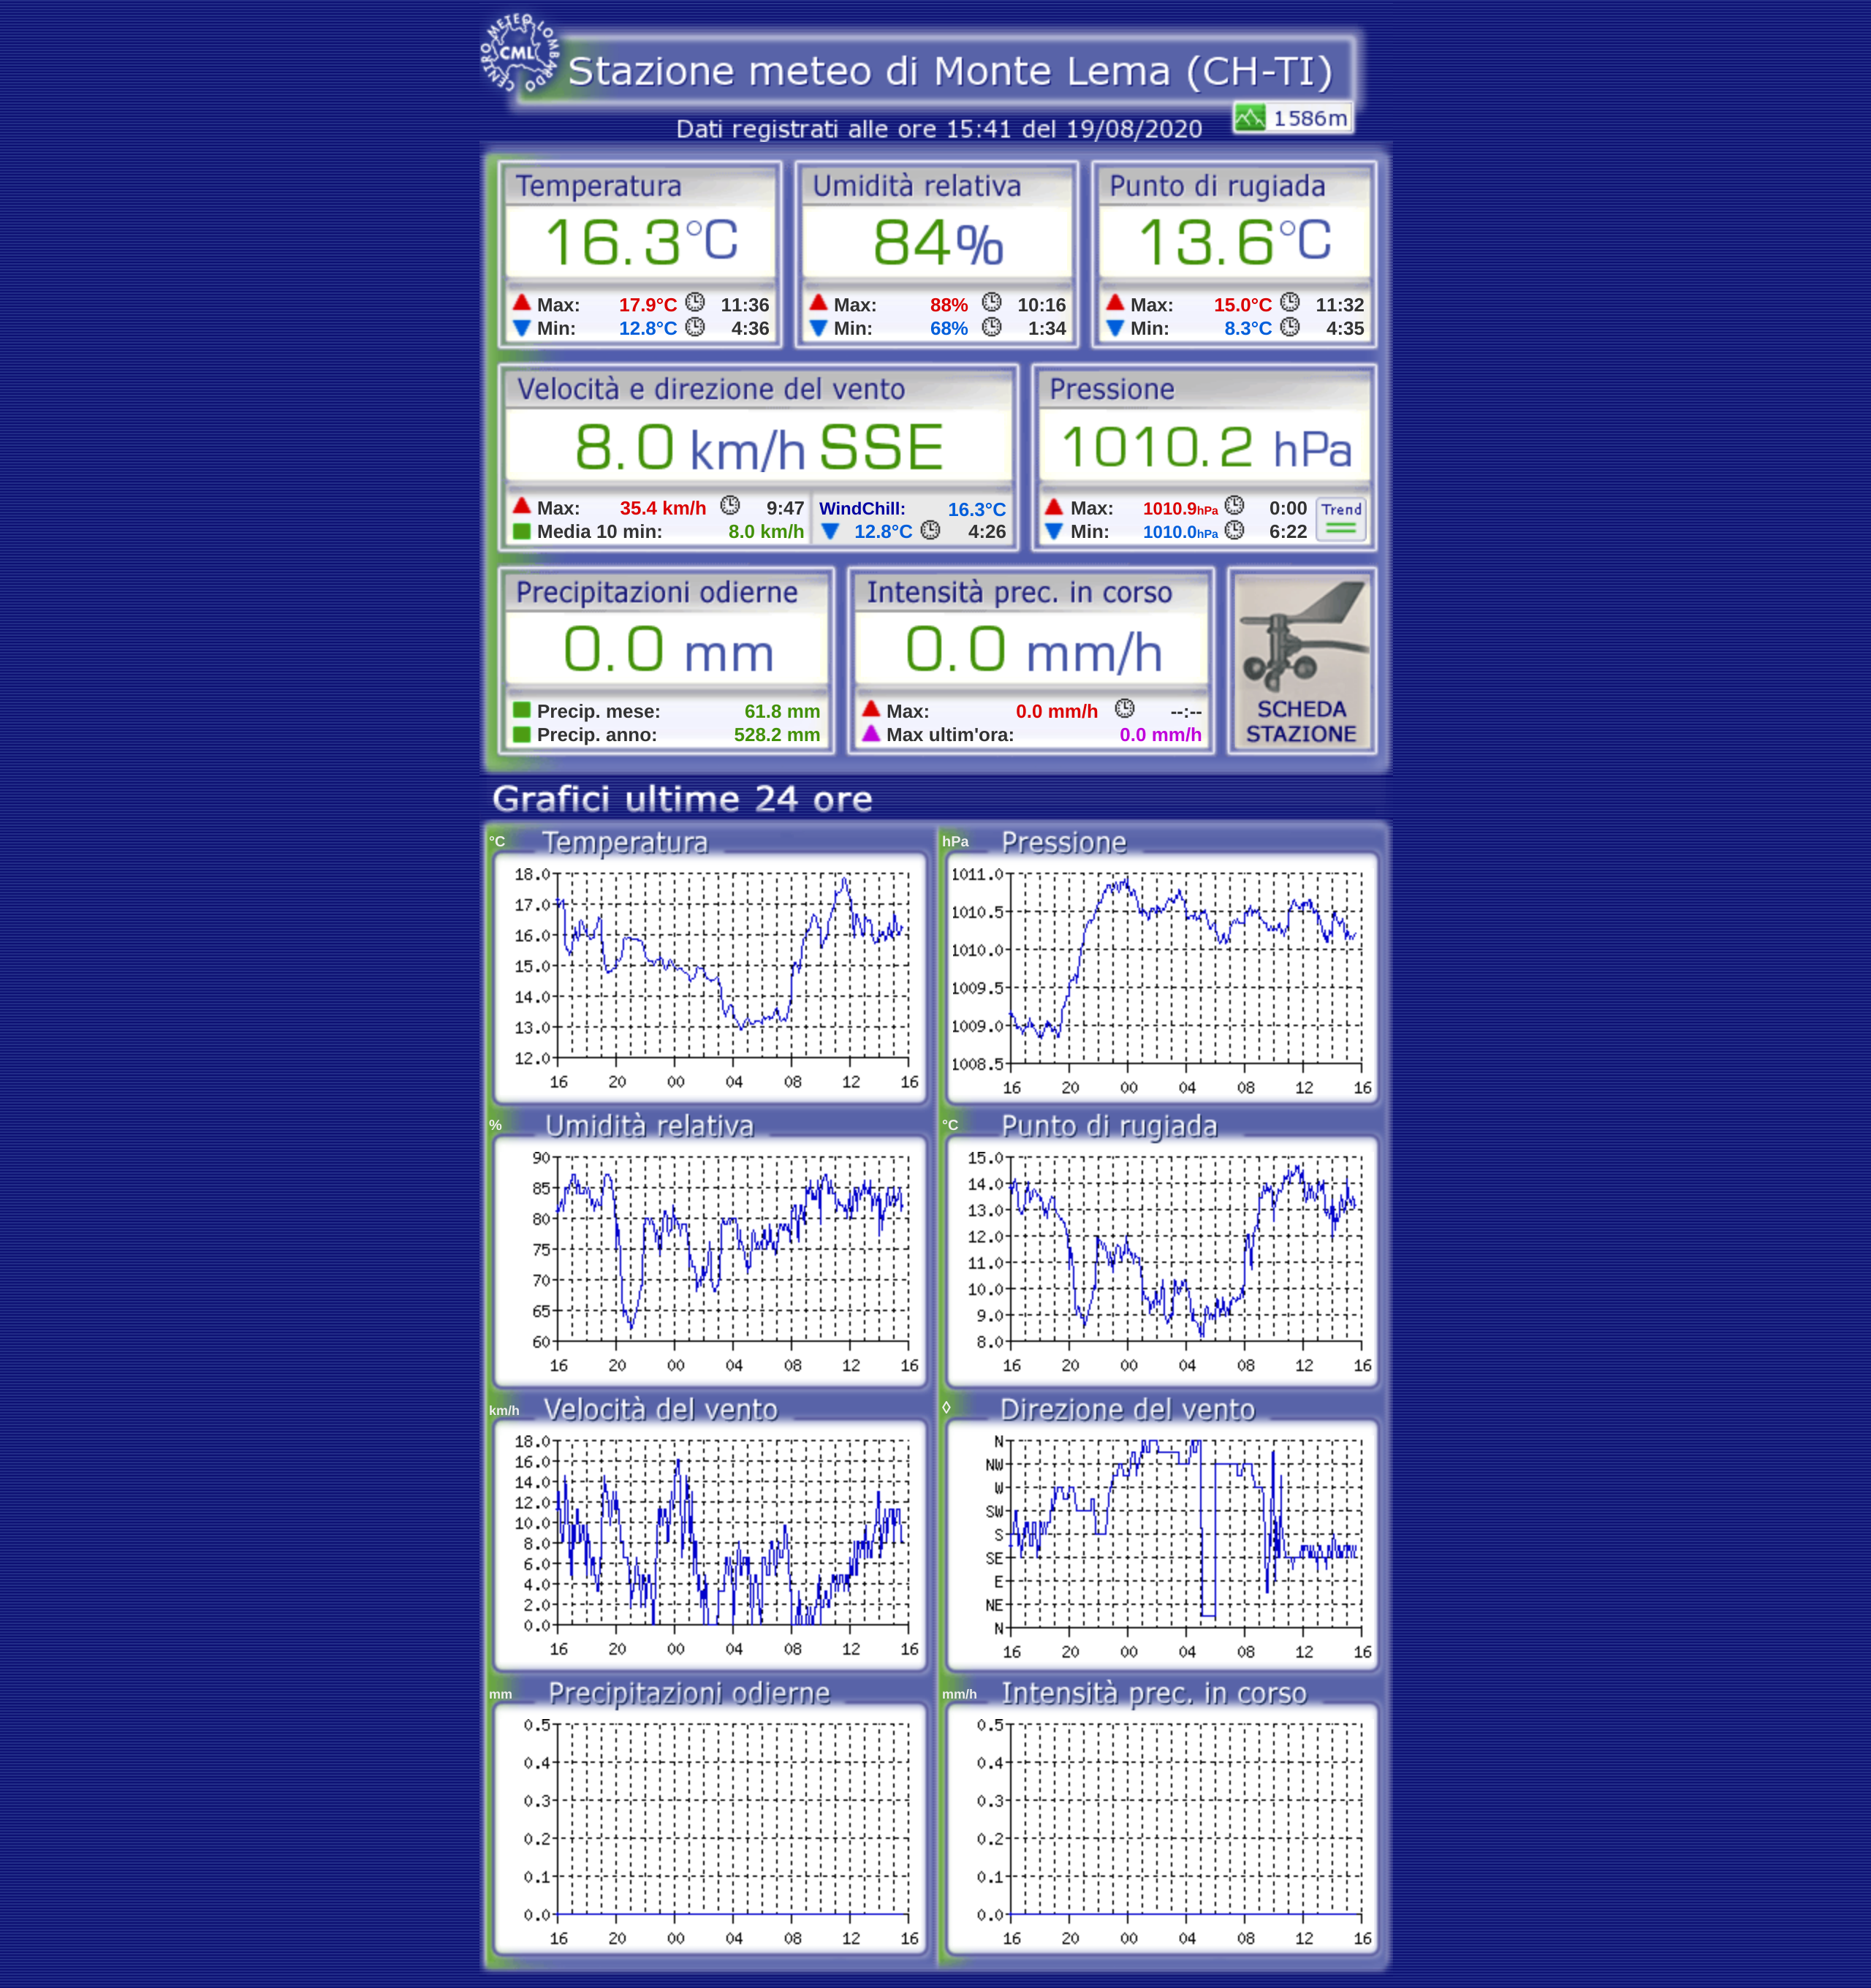 CENTRO METEO LOMBARDO
CML
Stazione meteo di Monte Lema (CH-TI)
1586m
Dati registrati alle ore 15:41 del 19/08/2020
Temperatura
16.3°C
Max: 17.9°C 11:36
Min: 12.8°C 4:36
Umidità relativa
84%
Max: 88% 10:16
Min: 68% 1:34
Punto di rugiada
13.6°C
Max: 15.0°C 11:32
Min: 8.3°C 4:35
Velocità e direzione del vento
8.0 km/h SSE
Max: 35.4 km/h 9:47
Media 10 min: 8.0 km/h
WindChill: 16.3°C
12.8°C 4:26
Pressione
1010.2 hPa
Max: 1010.9hPa 0:00
Min: 1010.0hPa 6:22
Trend
Precipitazioni odierne
0.0 mm
Precip. mese: 61.8 mm
Precip. anno: 528.2 mm
Intensità prec. in corso
0.0 mm/h
Max: 0.0 mm/h --:--
Max ultim'ora: 0.0 mm/h
SCHEDA
STAZIONE
Grafici ultime 24 ore
°C Temperatura
18.0
17.0
16.0
15.0
14.0
13.0
12.0
16 20 00 04 08 12 16
hPa Pressione
1011.0
1010.5
1010.0
1009.5
1009.0
1008.5
16 20 00 04 08 12 16
% Umidità relativa
90
85
80
75
70
65
60
16 20 00 04 08 12 16
°C Punto di rugiada
15.0
14.0
13.0
12.0
11.0
10.0
9.0
8.0
16 20 00 04 08 12 16
km/h Velocità del vento
18.0
16.0
14.0
12.0
10.0
8.0
6.0
4.0
2.0
0.0
16 20 00 04 08 12 16
◊ Direzione del vento
N
NW
W
SW
S
SE
E
NE
N
16 20 00 04 08 12 16
mm Precipitazioni odierne
0.5
0.4
0.3
0.2
0.1
0.0
16 20 00 04 08 12 16
mm/h Intensità prec. in corso
0.5
0.4
0.3
0.2
0.1
0.0
16 20 00 04 08 12 16